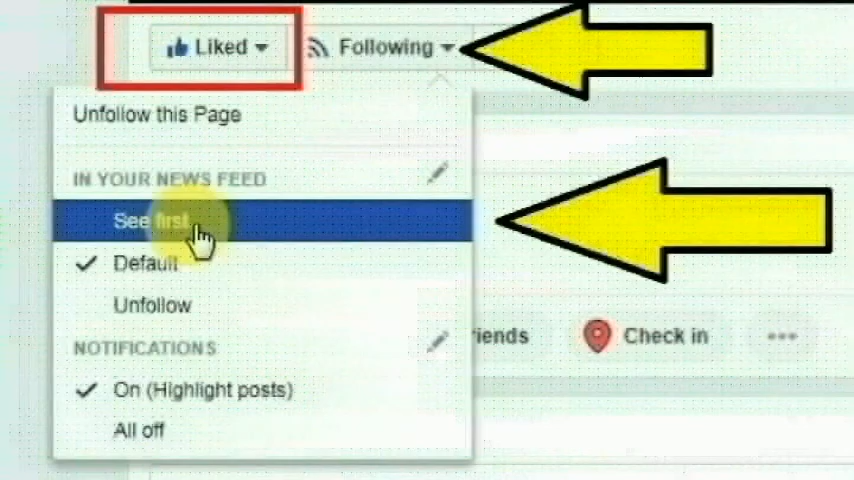 Liked Following
Unfollow this Page
IN YOUR NEWS FEED
See first
Default
Unfollow
NOTIFICATIONS
riends Check in
On (Highlight posts)
All off